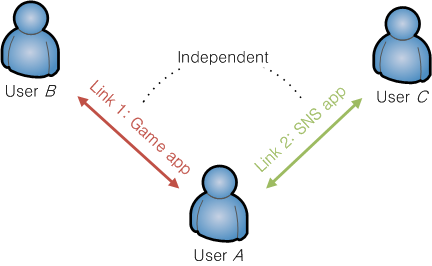 Independent
User B
User C
Link 1: Game app
Link 2: SNS app
User A